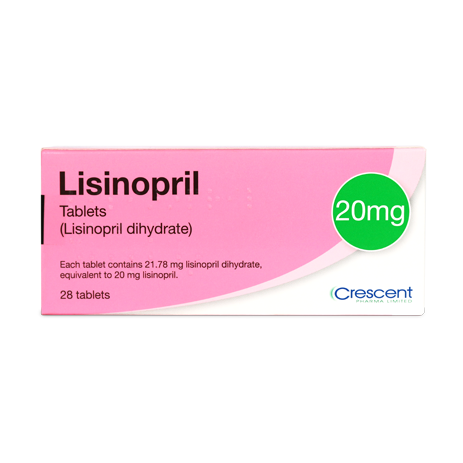 Lisinopril
Tablets
(Lisinopril dihydrate)
20mg
Each tablet contains 21.78 mg lisinopril dihydrate,
equivalent to 20 mg lisinopril.
28 tablets
Crescent
PHARMA LIMITED